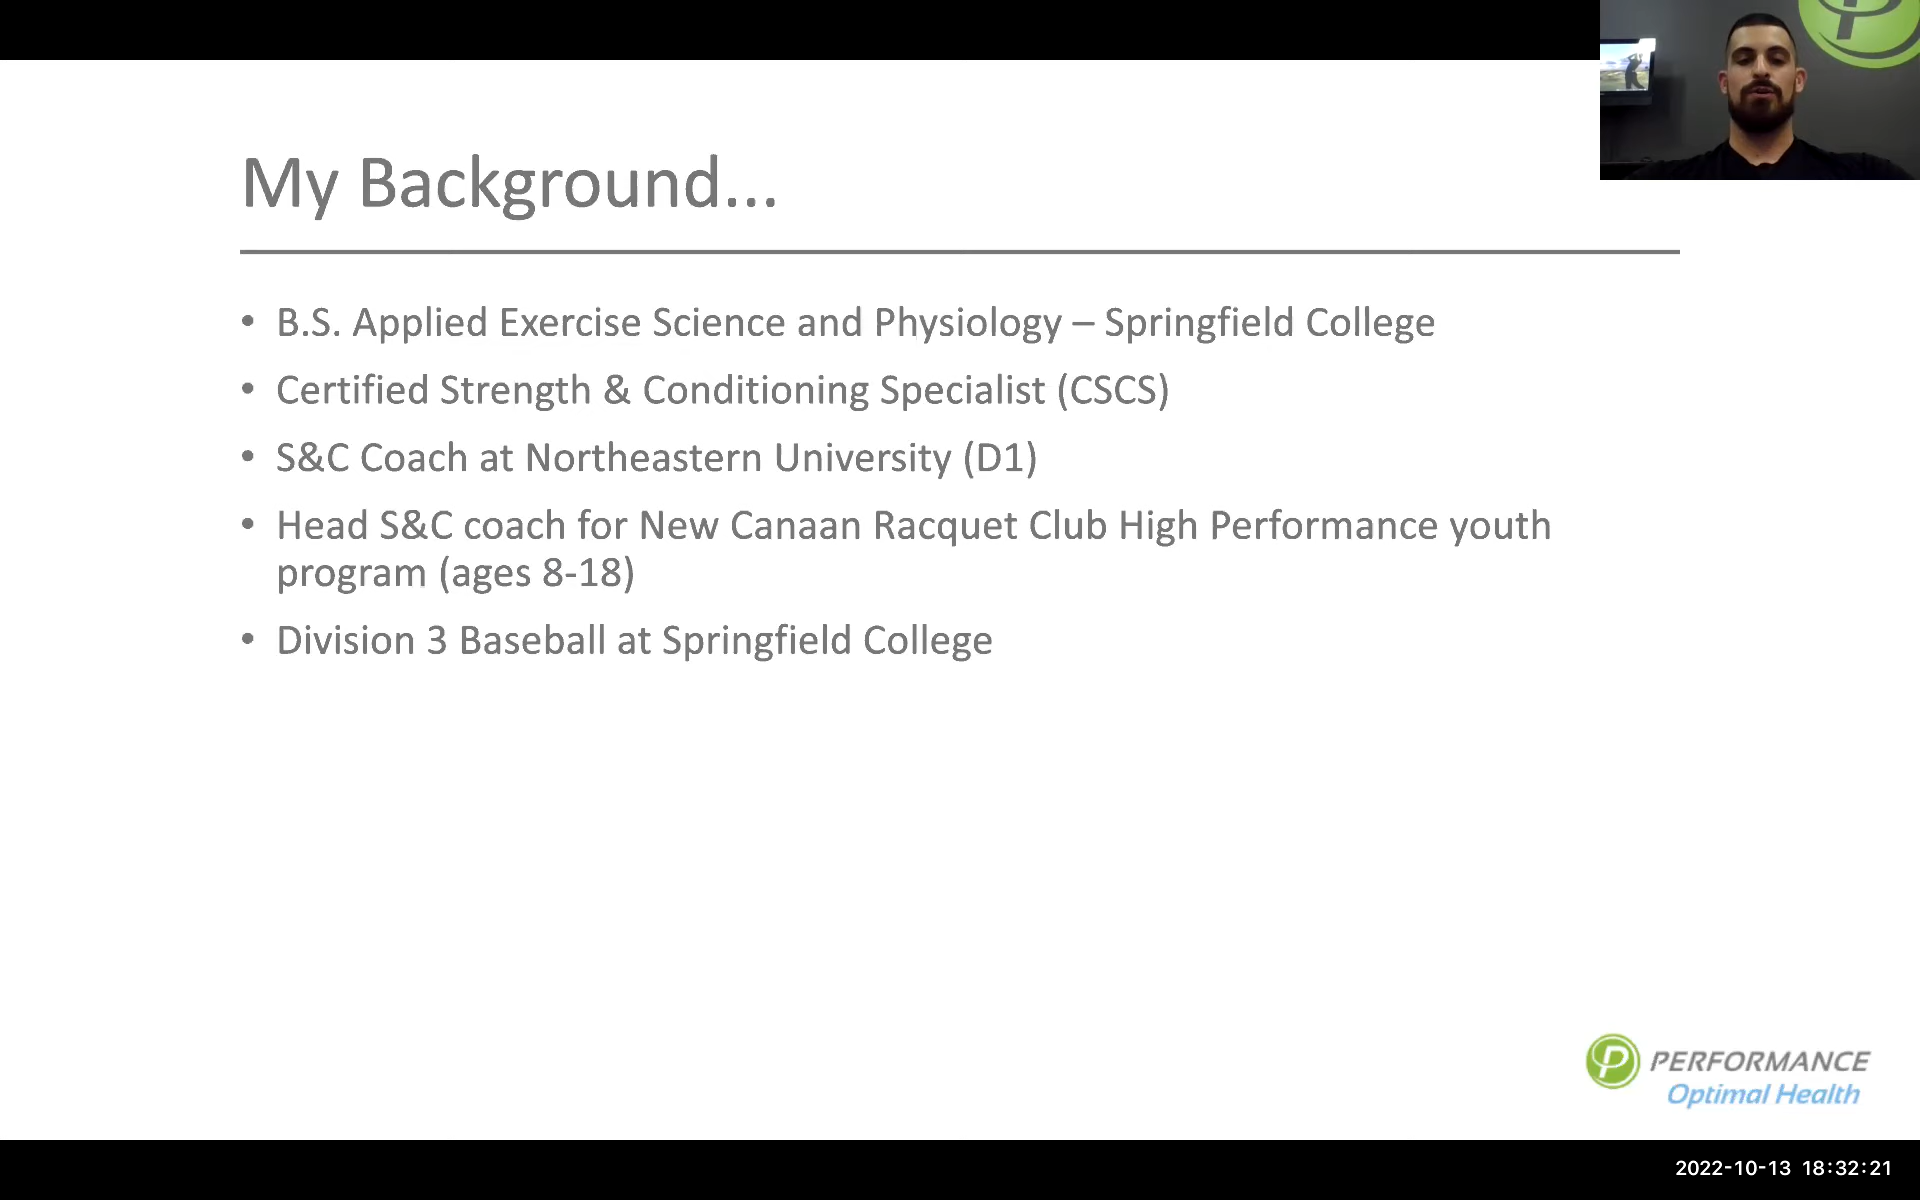 My Background...
• B.S. Applied Exercise Science and Physiology – Springfield College
• Certified Strength & Conditioning Specialist (CSCS)
• S&C Coach at Northeastern University (D1)
• Head S&C coach for New Canaan Racquet Club High Performance youth
program (ages 8-18)
• Division 3 Baseball at Springfield College
PERFORMANCE
Optimal Health
2022-10-13 18:32:21